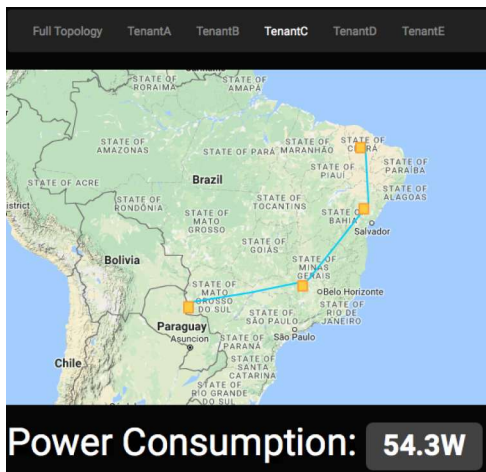 Full Topology TenantA TenantB TenantC TenantD TenantE
STATE OF
RORAIMA
STATE OF
AMAPÁ
STATE OF
AMAZONAS
STATE OF PARÁ
STATE OF
MARANHÃO
STATE OF
STATE OF
PIAUÍ
STATE OF
PARAÍBA
STATE OF ACRE
Brazil
STATE OF
ALAGOAS
STATE OF
RONDÔNIA
STATE OF
TOCANTINS
STATE OF
MATO
GROSSO
BAHIA
Salvador
STATE OF
GOIÁS
Bolivia
STATE OF
MINAS
GERAIS
STATE OF
MATO
GROSSO
DO SUL
Belo Horizonte
STATE OF
RIO DE
JANEIRO
STATE OF
SÃO PAULO
Paraguay
Asuncion
STATE OF
PARANÁ
São Paulo
Chile
STATE OF
SANTA
CATARINA
STATE OF
RIO GRANDE
DO SUL
Power Consumption: 54.3W